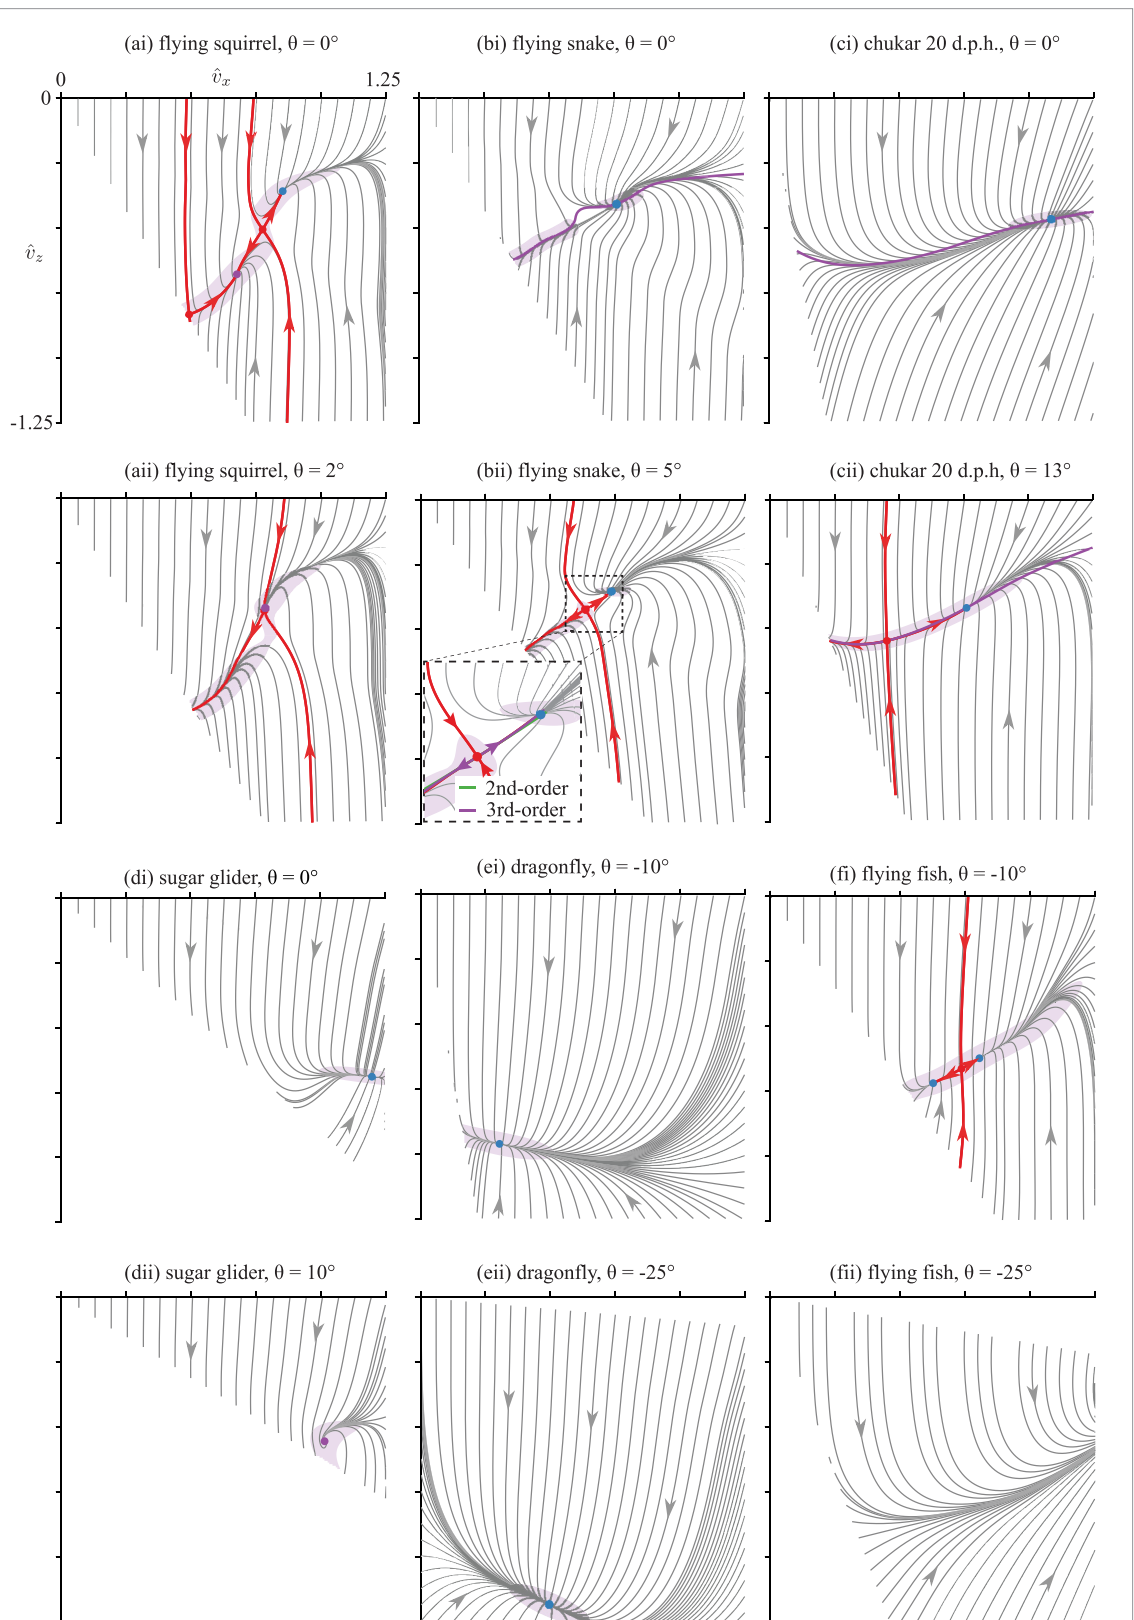 (ai) flying squirrel, θ = 0°
(bi) flying snake, θ = 0°
(ci) chukar 20 d.p.h., θ = 0°
0
v̂x
1.25
0
v̂z
-1.25
(aii) flying squirrel, θ = 2°
(bii) flying snake, θ = 5°
(cii) chukar 20 d.p.h, θ = 13°
2nd-order
3rd-order
(di) sugar glider, θ = 0°
(ei) dragonfly, θ = -10°
(fi) flying fish, θ = -10°
(dii) sugar glider, θ = 10°
(eii) dragonfly, θ = -25°
(fii) flying fish, θ = -25°